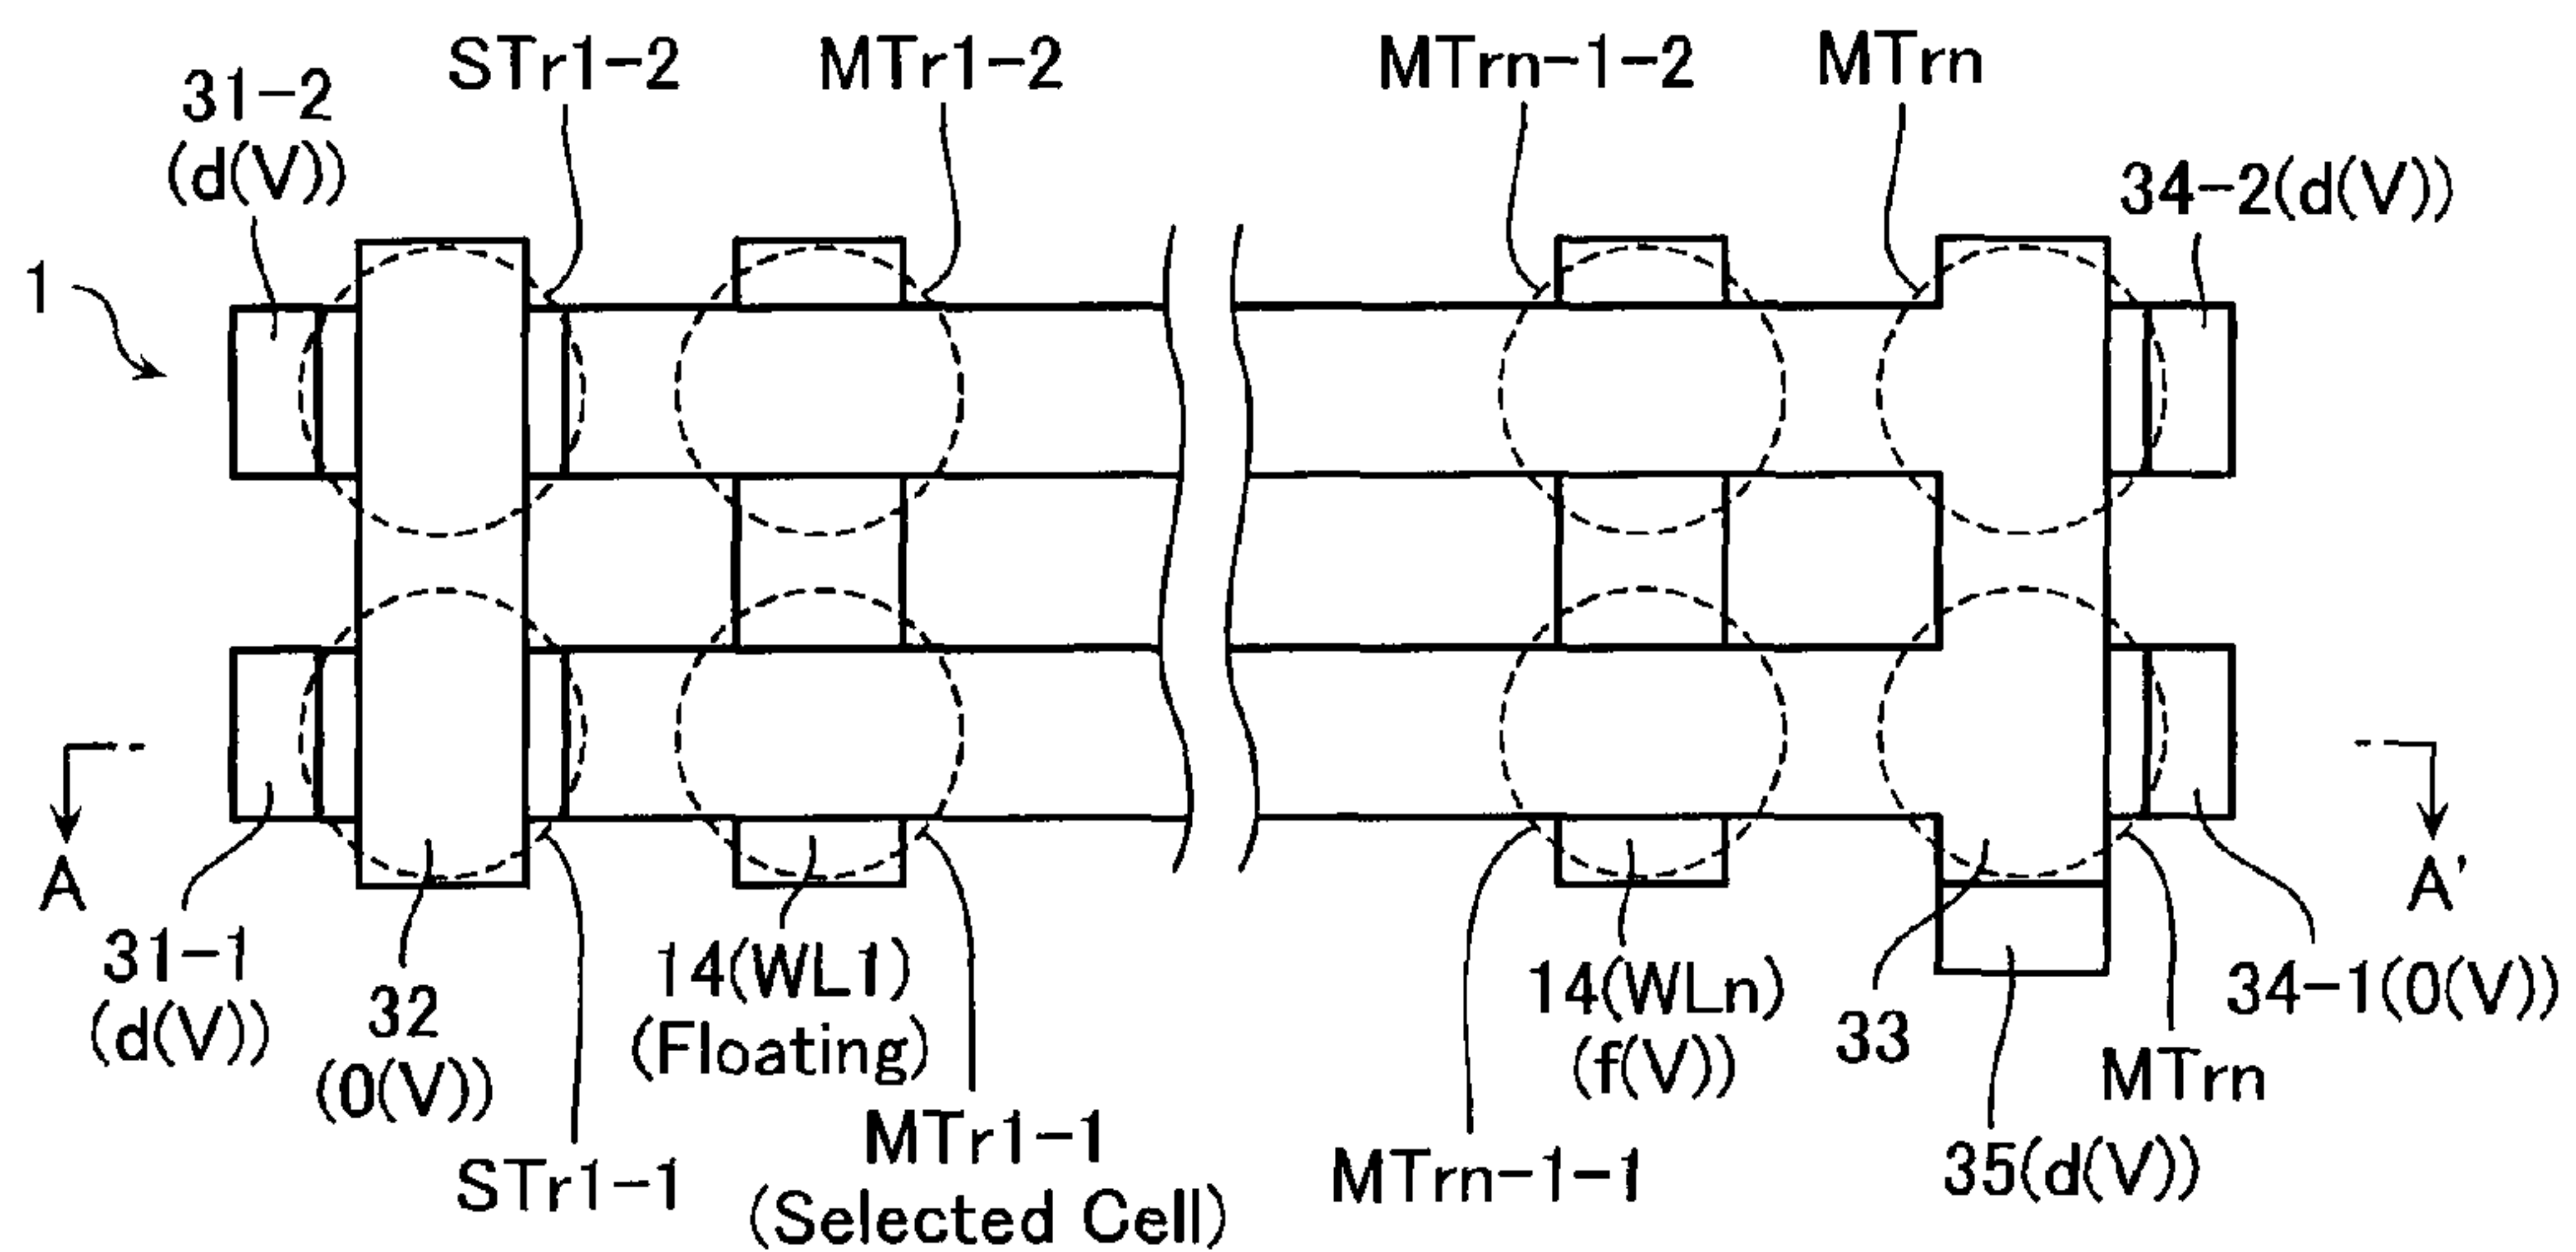 STr1-2
MTr1-2
MTrn-1-2
MTrn
31-2
(d(V))
34-2(d(V))
1
A
A'
31-1
(d(V))
32
(0(V))
14(WL1)
(Floating)
14(WLn)
(f(V))
33
34-1(0(V))
MTrn
STr1-1
MTr1-1
(Selected Cell)
MTrn-1-1
35(d(V))